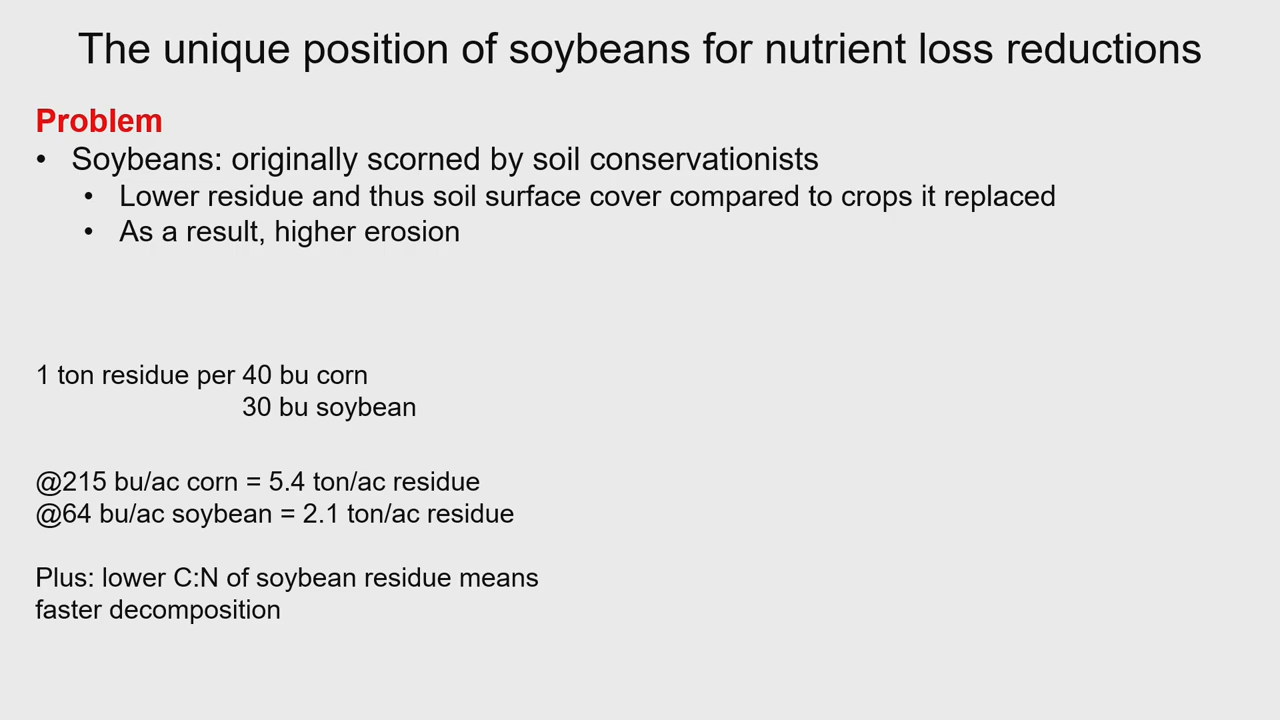 The unique position of soybeans for nutrient loss reductions
Problem
• Soybeans: originally scorned by soil conservationists
• Lower residue and thus soil surface cover compared to crops it replaced
• As a result, higher erosion
1 ton residue per 40 bu corn
30 bu soybean
@215 bu/ac corn = 5.4 ton/ac residue
@64 bu/ac soybean = 2.1 ton/ac residue
Plus: lower C:N of soybean residue means
faster decomposition